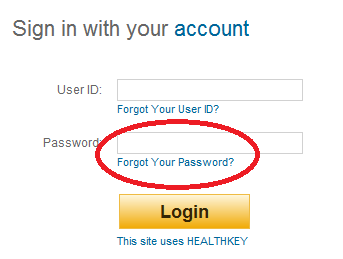 Sign in with your account
User ID:
Forgot Your User ID?
Password:
Forgot Your Password?
Login
This site uses HEALTHKEY